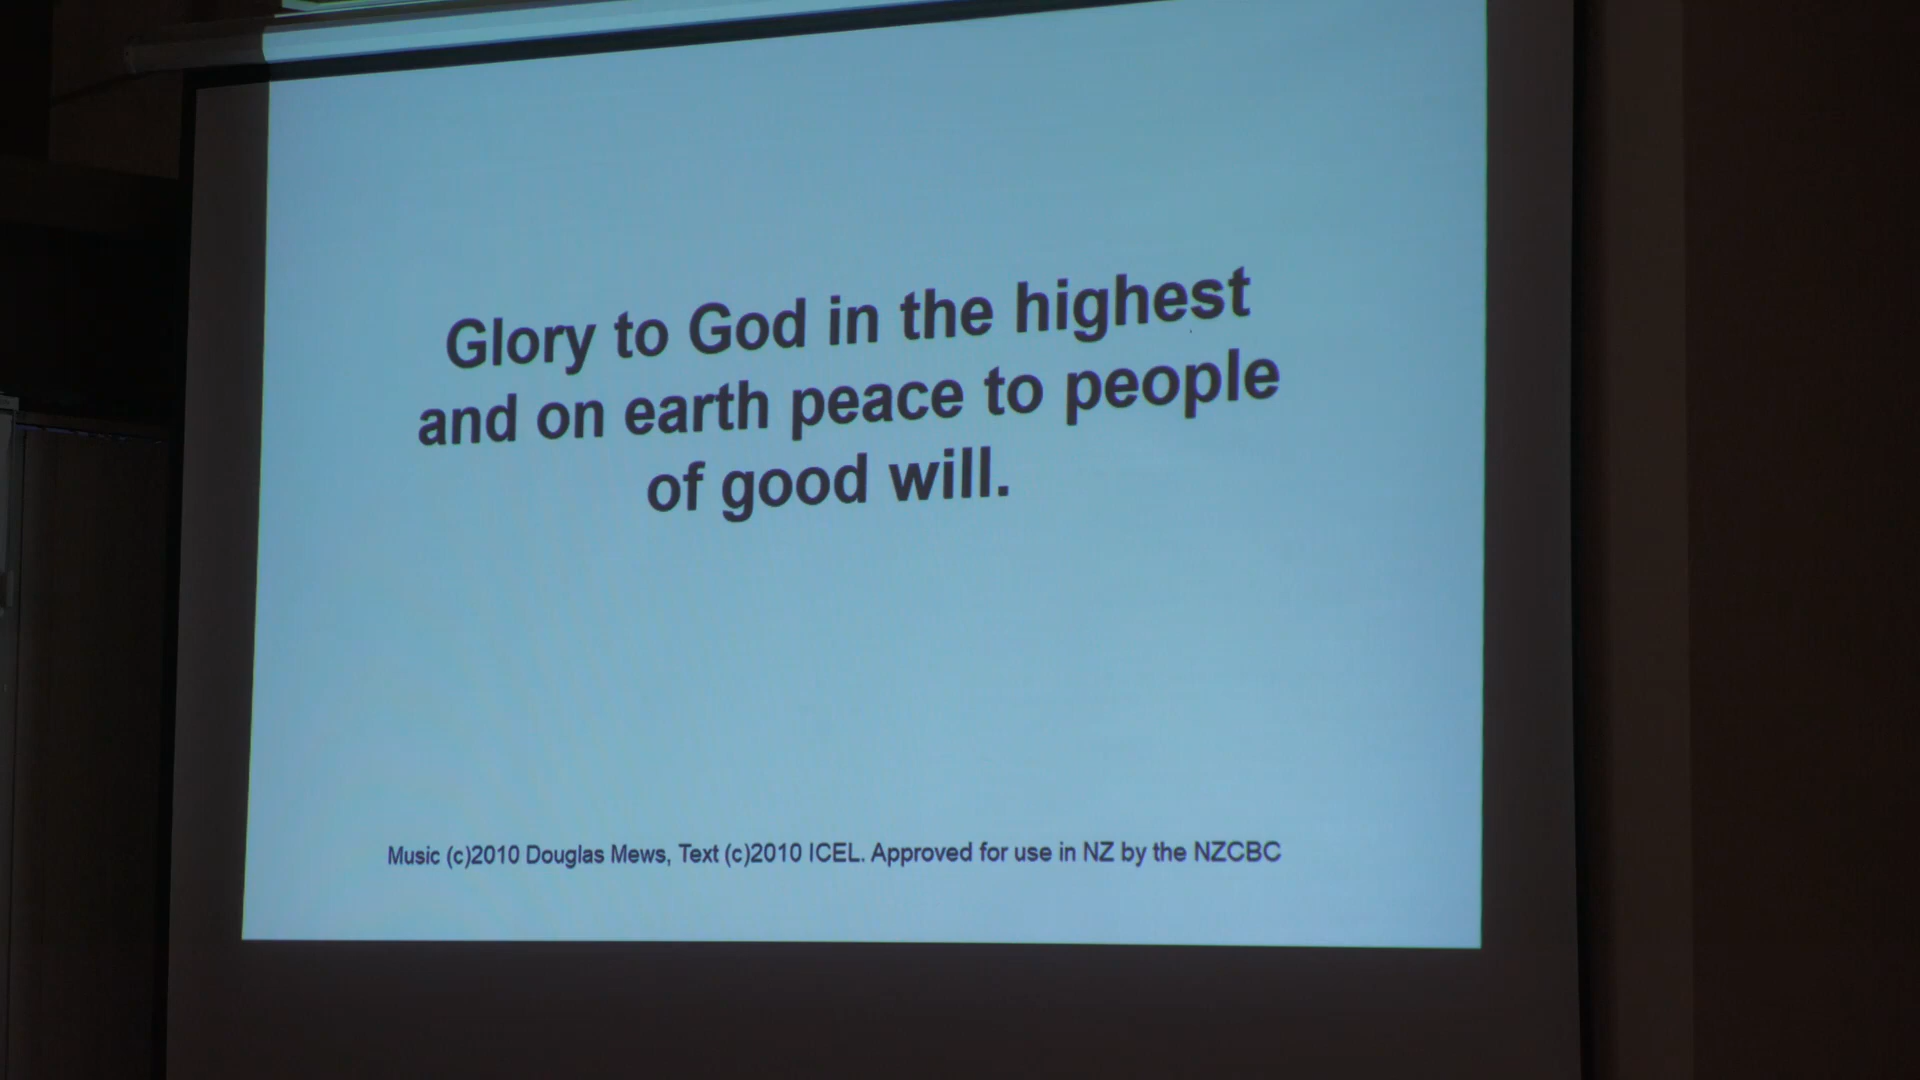 Glory to God in the highest
and on earth peace to people
of good will.
Music (c)2010 Douglas Mews, Text (c)2010 ICEL. Approved for use in NZ by the NZCBC